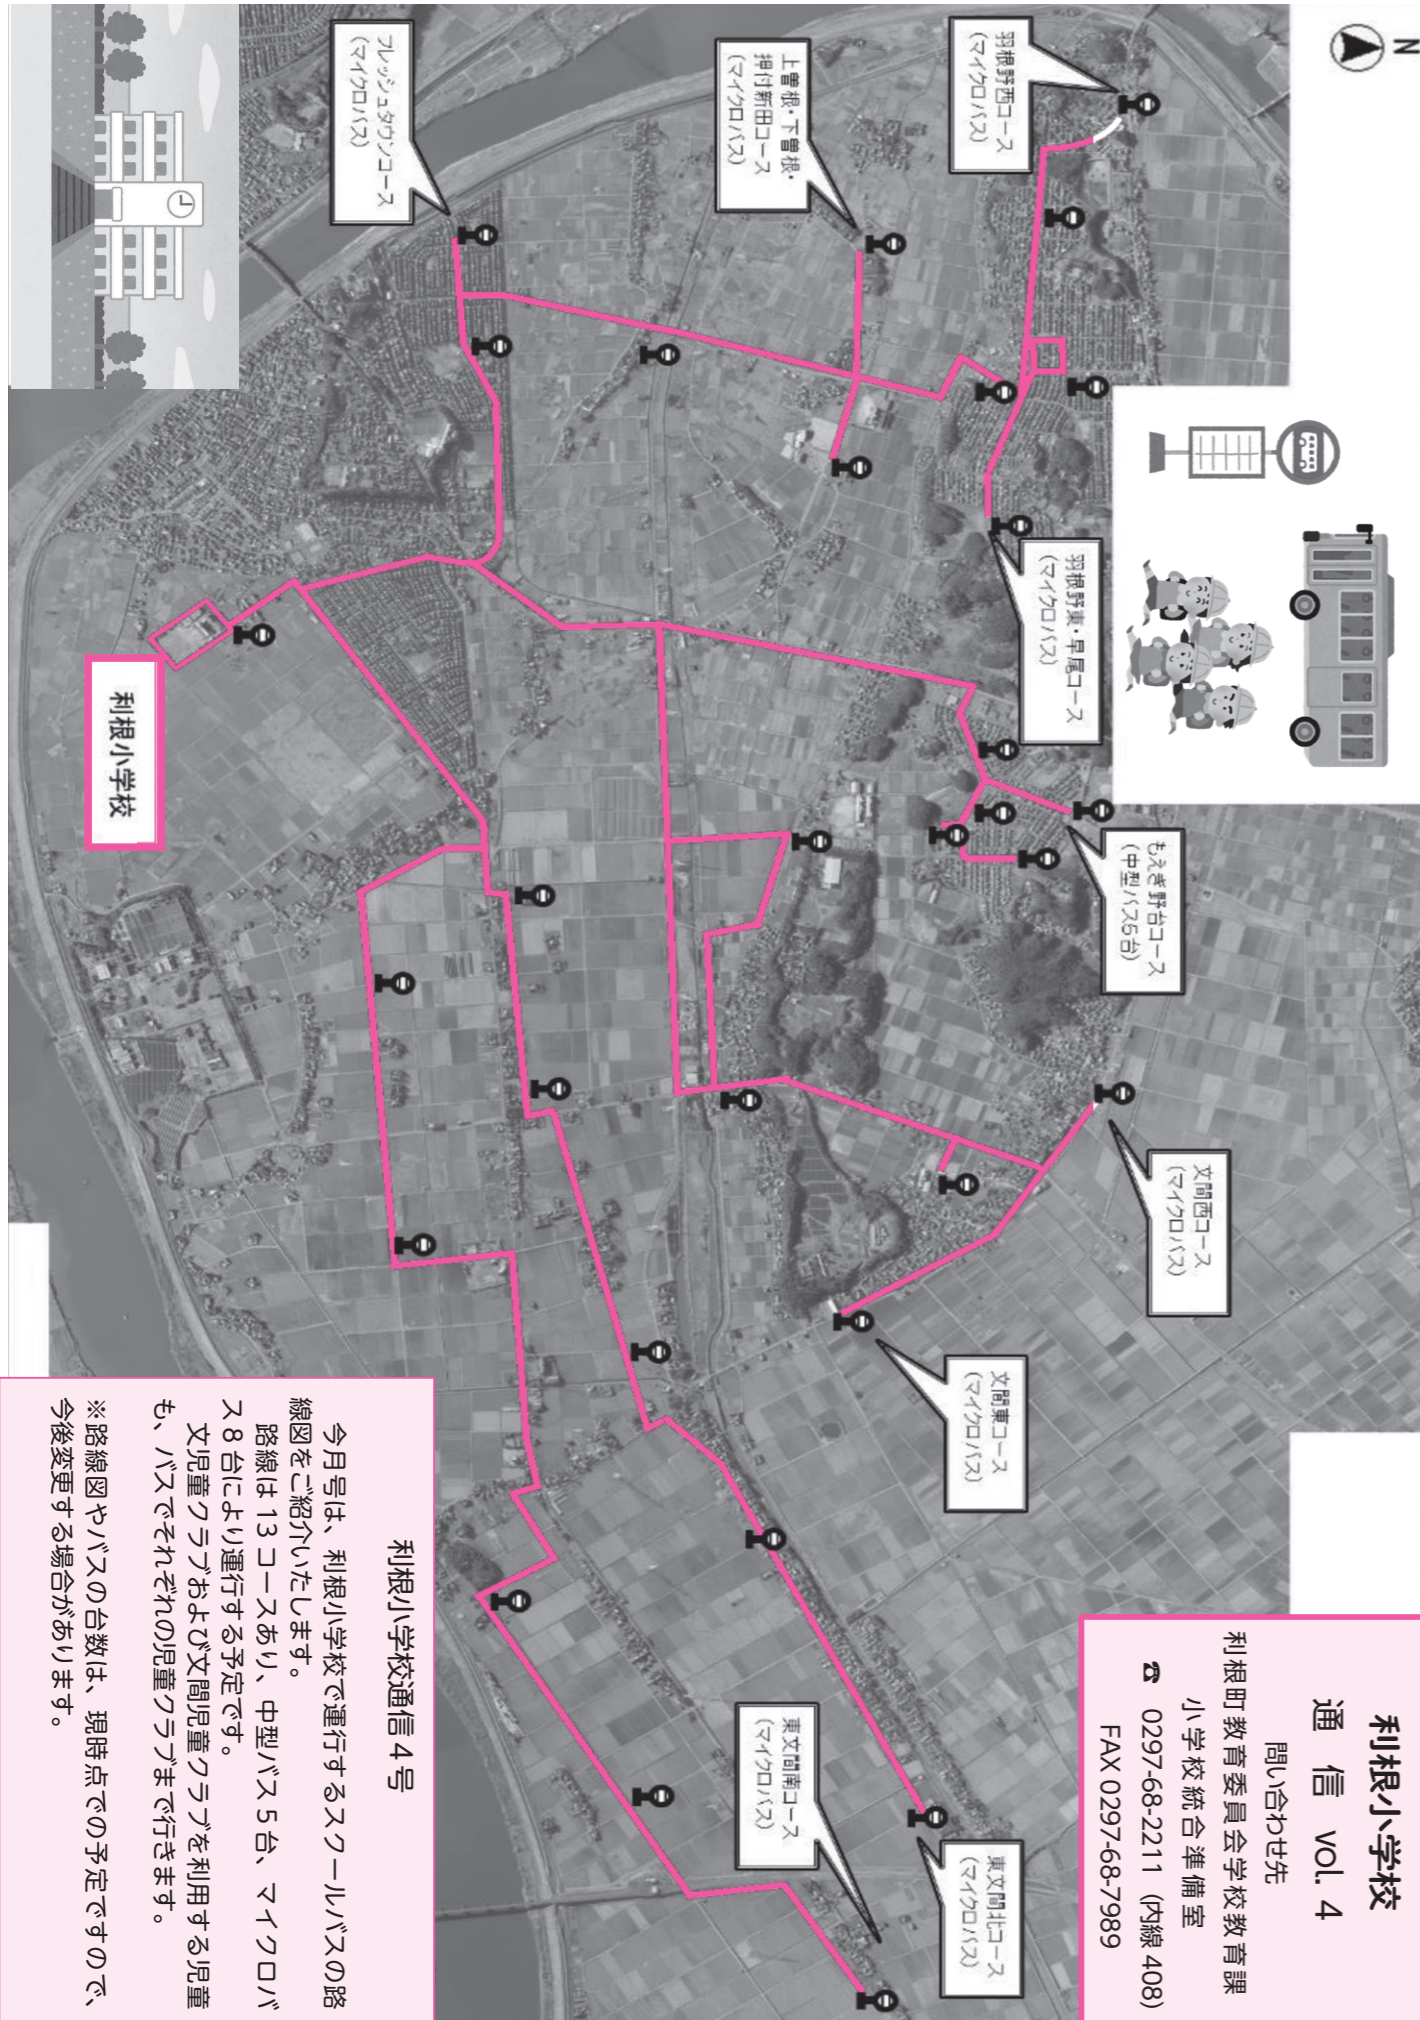 利根小学校
通 信 vol. 4
問い合わせ先
利根町教育委員会学校教育課
小学校統合準備室
☎ 0297-68-2211 (内線 408)
FAX 0297-68-7989
N
羽根野西コース
(マイクロバス)
上曽根・下曽根・
押付新田コース
(マイクロバス)
フレッシュタウンコース
(マイクロバス)
羽根野東・早尾コース
(マイクロバス)
もえぎ野台コース
(中型バス5台)
文間西コース
(マイクロバス)
文間東コース
(マイクロバス)
東文間北コース
(マイクロバス)
東文間南コース
(マイクロバス)
利根小学校
利根小学校通信4号
今月号は、利根小学校で運行するスクールバスの路
線図をご紹介いたします。
路線は13コースあり、中型バス5台、マイクロバ
ス8台により運行する予定です。
文児童クラブおよび文間児童クラブを利用する児童
も、バスでそれぞれの児童クラブまで行きます。
※路線図やバスの台数は、現時点での予定ですので、
今後変更する場合があります。